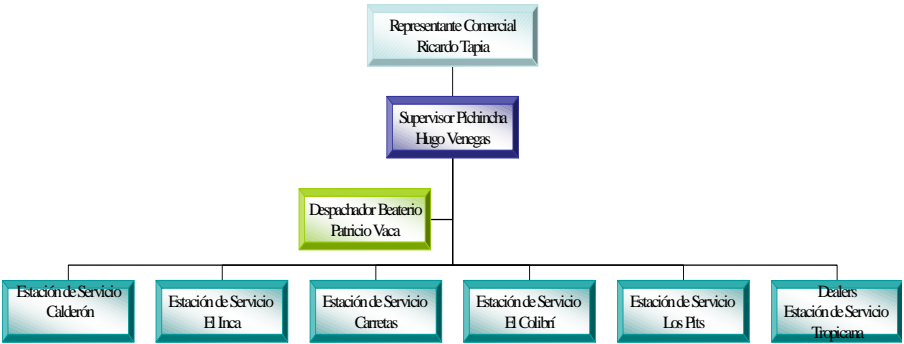 Representante Comercial
Ricardo Tapia
Supervisor Pichincha
Hugo Venegas
Despachador Beaterio
Patricio Vaca
Estación de Servicio
Calderón
Estación de Servicio
El Inca
Estación de Servicio
Carretas
Estación de Servicio
El Colibrí
Estación de Servicio
Los Pits
Dealers
Estación de Servicio
Tropicana